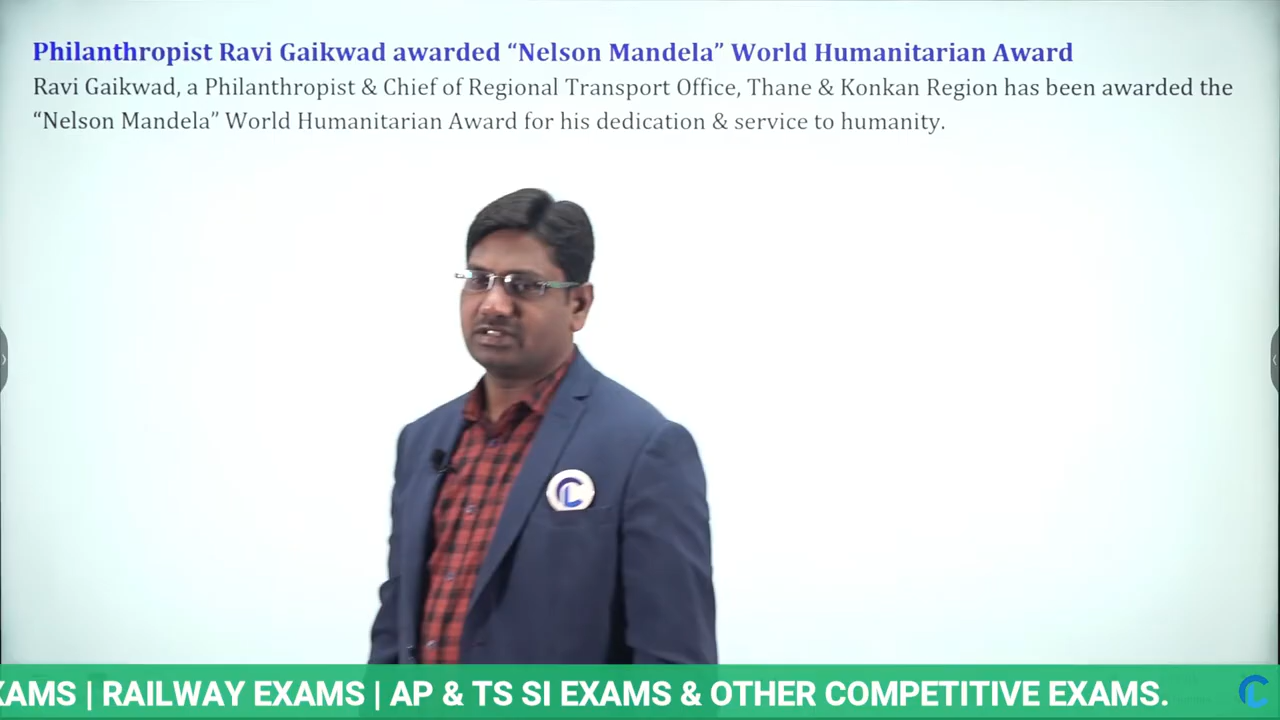 Philanthropist Ravi Gaikwad awarded “Nelson Mandela” World Humanitarian Award
Ravi Gaikwad, a Philanthropist & Chief of Regional Transport Office, Thane & Konkan Region has been awarded the
“Nelson Mandela” World Humanitarian Award for his dedication & service to humanity.
XAMS | RAILWAY EXAMS | AP & TS SI EXAMS & OTHER COMPETITIVE EXAMS.